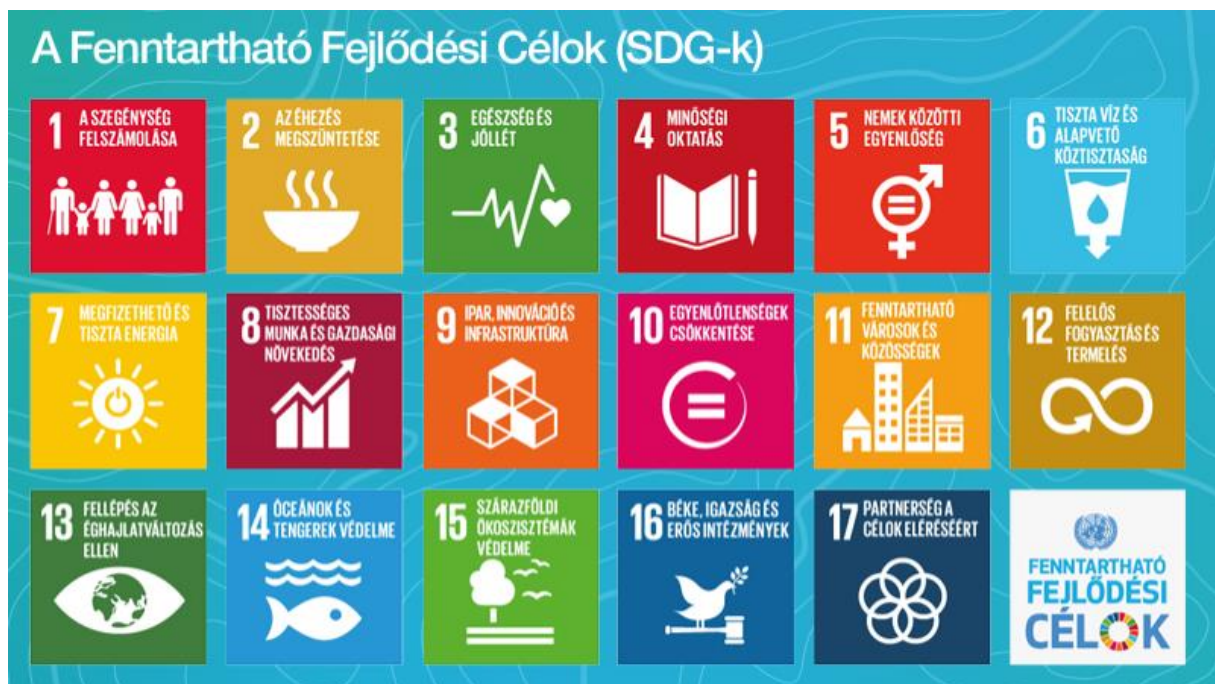 A Fenntartható Fejlődési Célok (SDG-k)
1 A SZEGÉNYSÉG
FELSZÁMOLÁSA
2 AZ ÉHEZÉS
MEGSZÜNTETÉSE
3 EGÉSZSÉG ÉS
JÓLLÉT
4 MINŐSÉGI
OKTATÁS
5 NEMEK KÖZÖTTI
EGYENLŐSÉG
6 TISZTA VÍZ ÉS
ALAPVETŐ
KÖZTISZTASÁG
7 MEGFIZETHETŐ ÉS
TISZTA ENERGIA
8 TISZTESSÉGES
MUNKA ÉS GAZDASÁGI
NÖVEKEDÉS
9 IPAR, INNOVÁCIÓ ÉS
INFRASTRUKTÚRA
10 EGYENLŐTLENSÉGEK
CSÖKKENTÉSE
11 FENNTARTHATÓ
VÁROSOK ÉS
KÖZÖSSÉGEK
12 FELELŐS
FOGYASZTÁS ÉS
TERMELÉS
13 FELLÉPÉS AZ
ÉGHAJLATVÁLTOZÁS
ELLEN
14 ÓCEÁNOK ÉS
TENGEREK VÉDELME
15 SZÁRAZFÖLDI
ÖKOSZISZTÉMÁK
VÉDELME
16 BÉKE, IGAZSÁG ÉS
ERŐS INTÉZMÉNYEK
17 PARTNERSÉG A
CÉLOK ELÉRÉSÉÉRT
FENNTARTHATÓ
FEJLŐDÉSI
CÉLOK